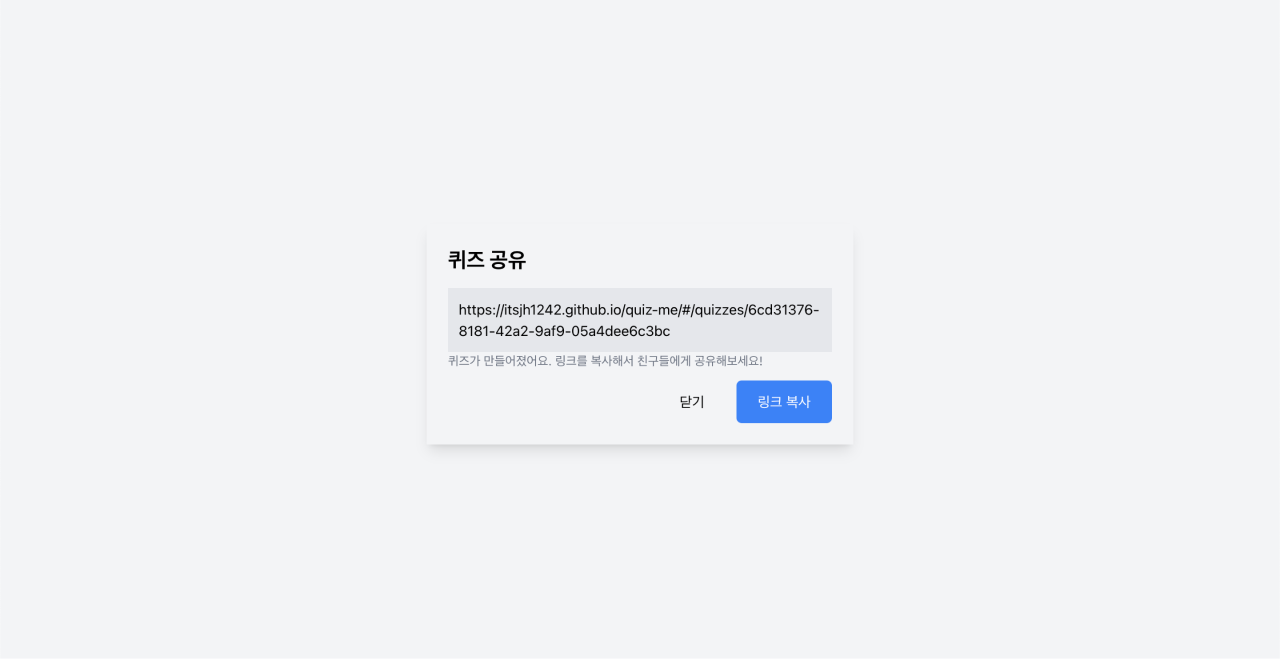 퀴즈 공유
https://itsjh1242.github.io/quiz-me/#/quizzes/6cd31376-
8181-42a2-9af9-05a4dee6c3bc
퀴즈가 만들어졌어요. 링크를 복사해서 친구들에게 공유해보세요!
닫기 링크 복사